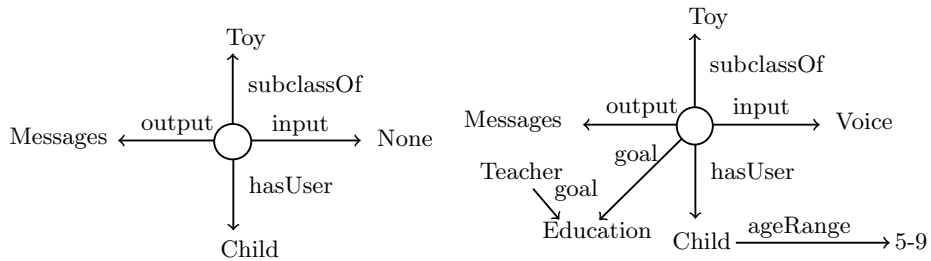 Toy
subclassOf
output
input
Messages
None
hasUser
Child
Toy
subclassOf
output
input
Messages
Voice
goal
hasUser
Teacher
goal
Education
Child
ageRange
5-9